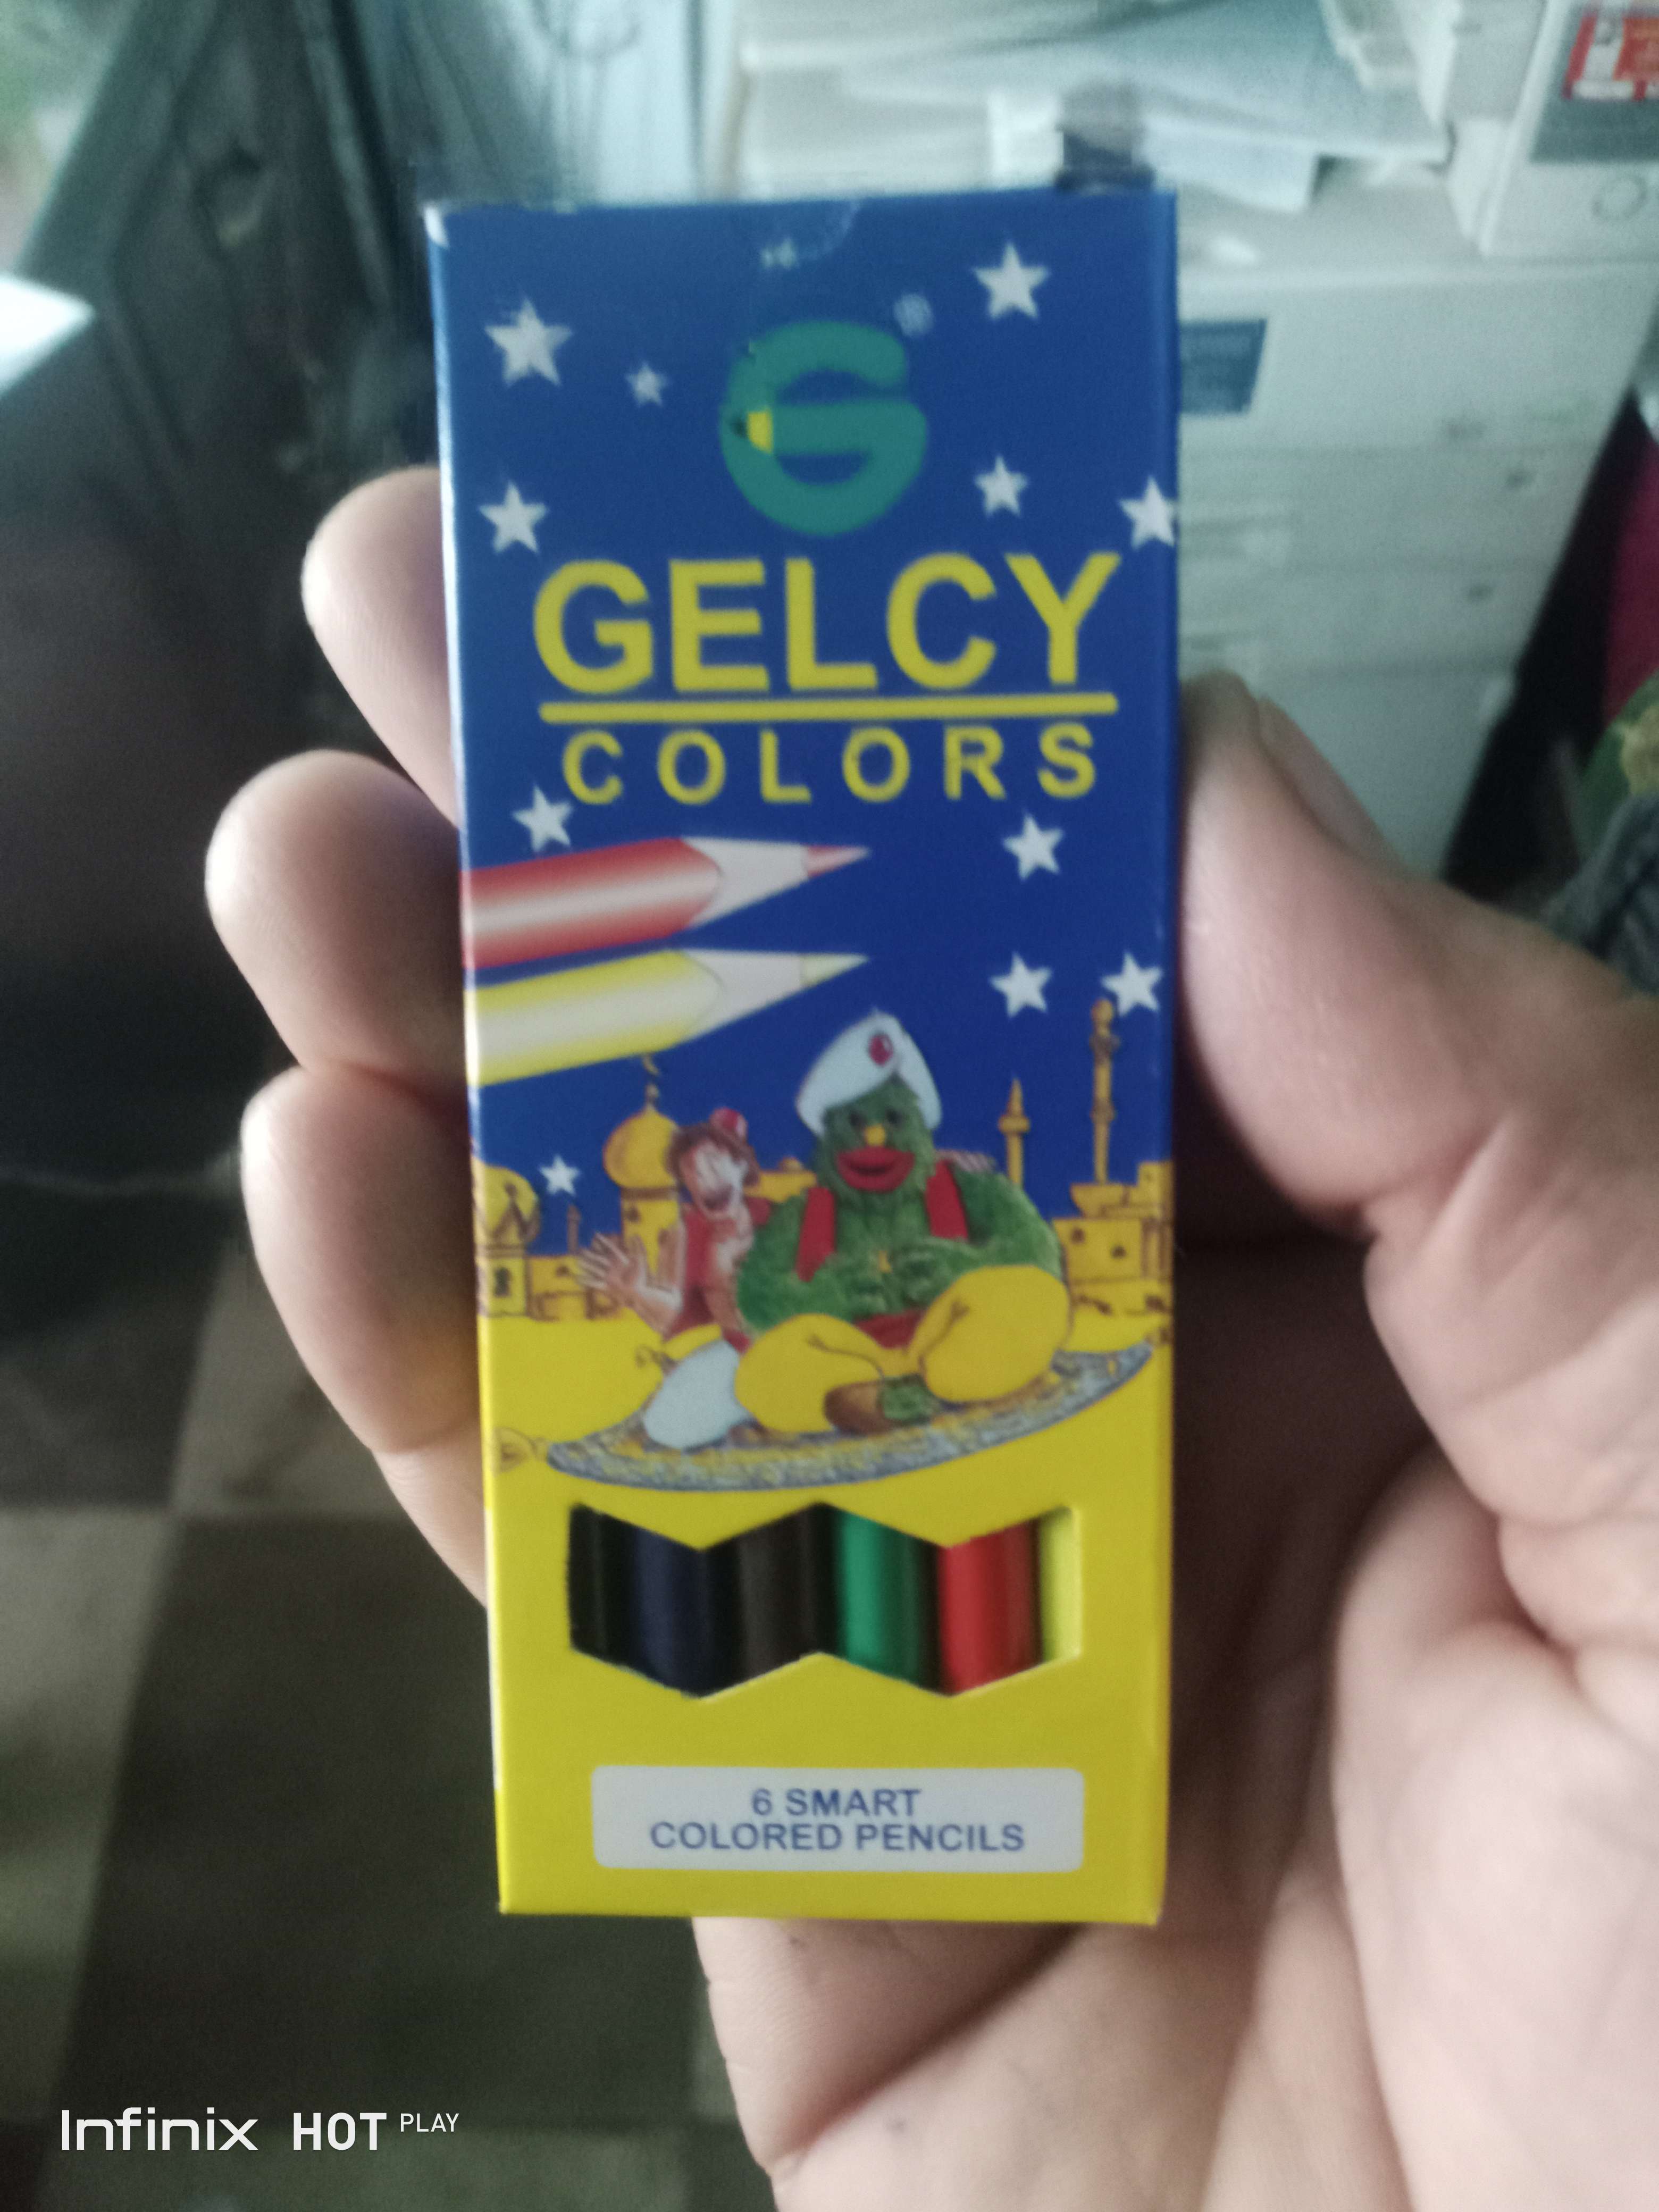 G®
GELCY
COLORS
6 SMART
COLORED PENCILS
Infinix HOT PLAY